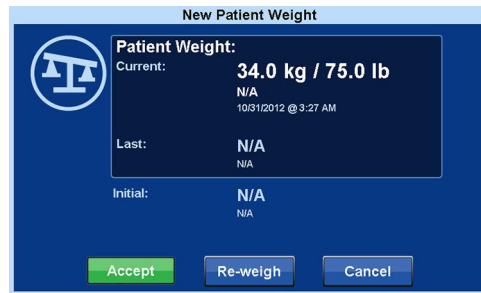 New Patient Weight
Patient Weight:
Current:
34.0 kg / 75.0 lb
N/A
10/31/2012 @ 3:27 AM
Last:
N/A
N/A
Initial:
N/A
N/A
Accept Re-weigh Cancel